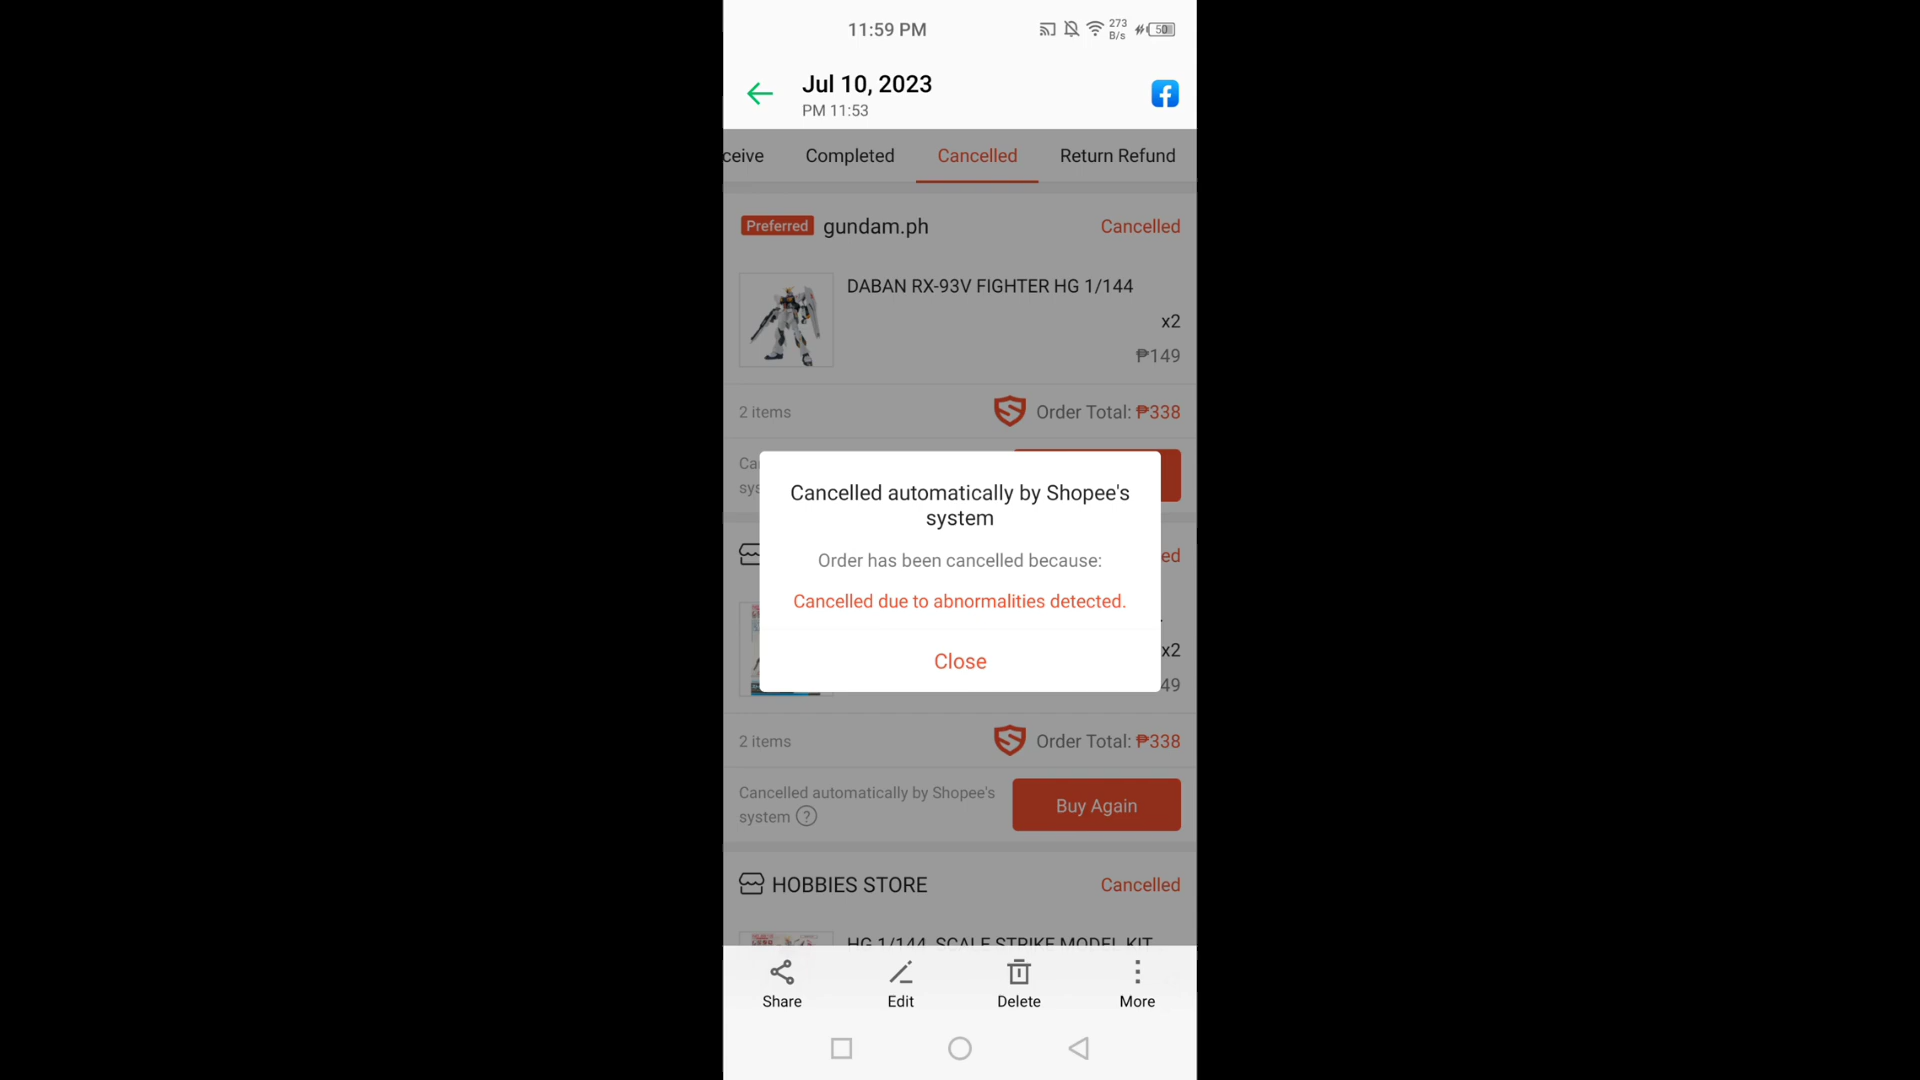 11:59 PM
273
B/s
50
Jul 10, 2023
PM 11:53
ceive Completed Cancelled Return Refund
Preferred gundam.ph Cancelled
DABAN RX-93V FIGHTER HG 1/144
x2
₱149
2 items Order Total: ₱338
Ca
sys
Cancelled automatically by Shopee's
system
Order has been cancelled because:
Cancelled due to abnormalities detected.
Close
ed
x2
49
2 items Order Total: ₱338
Cancelled automatically by Shopee's
system ?
Buy Again
HOBBIES STORE Cancelled
HG 1/144 SCALE STRIKE MODEL KIT
Share Edit Delete More